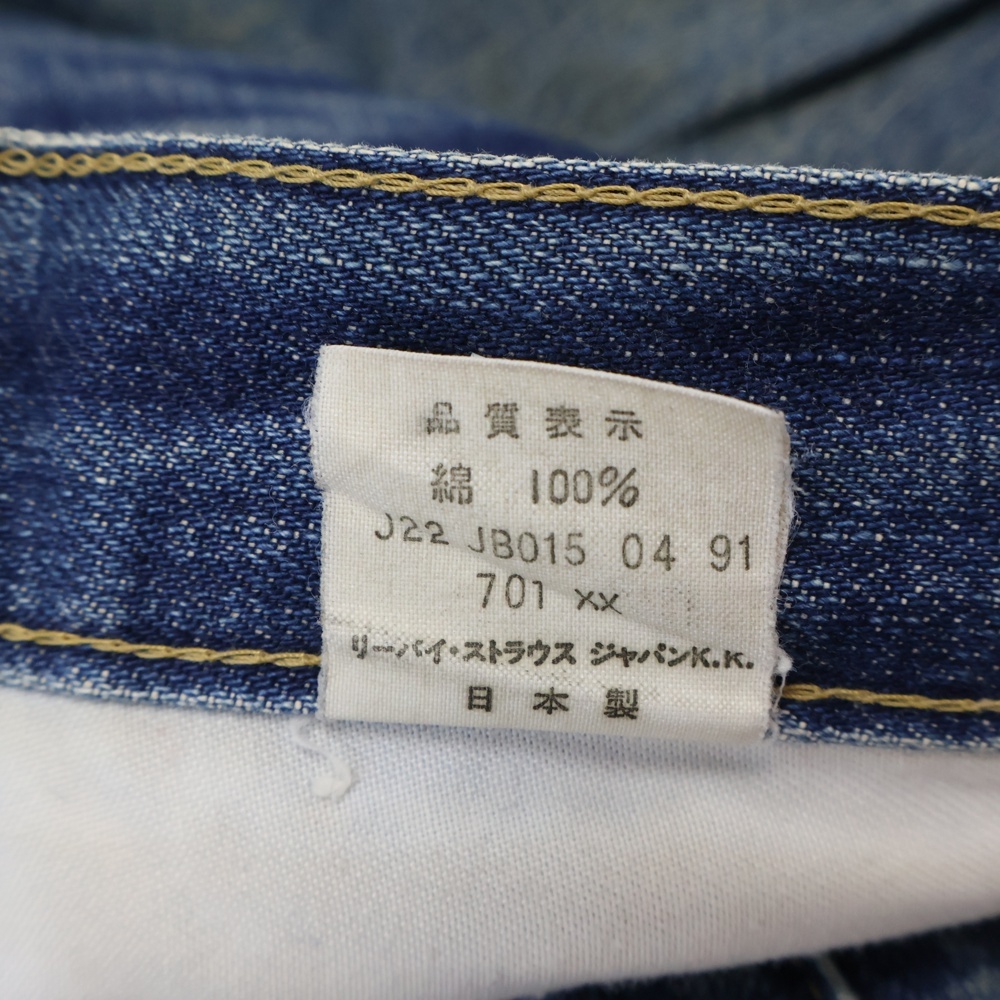 品質表示
綿 100%
J22 JB015 04 91
701 xx
リーバイ・ストラウス ジャパンK.K.
日本製